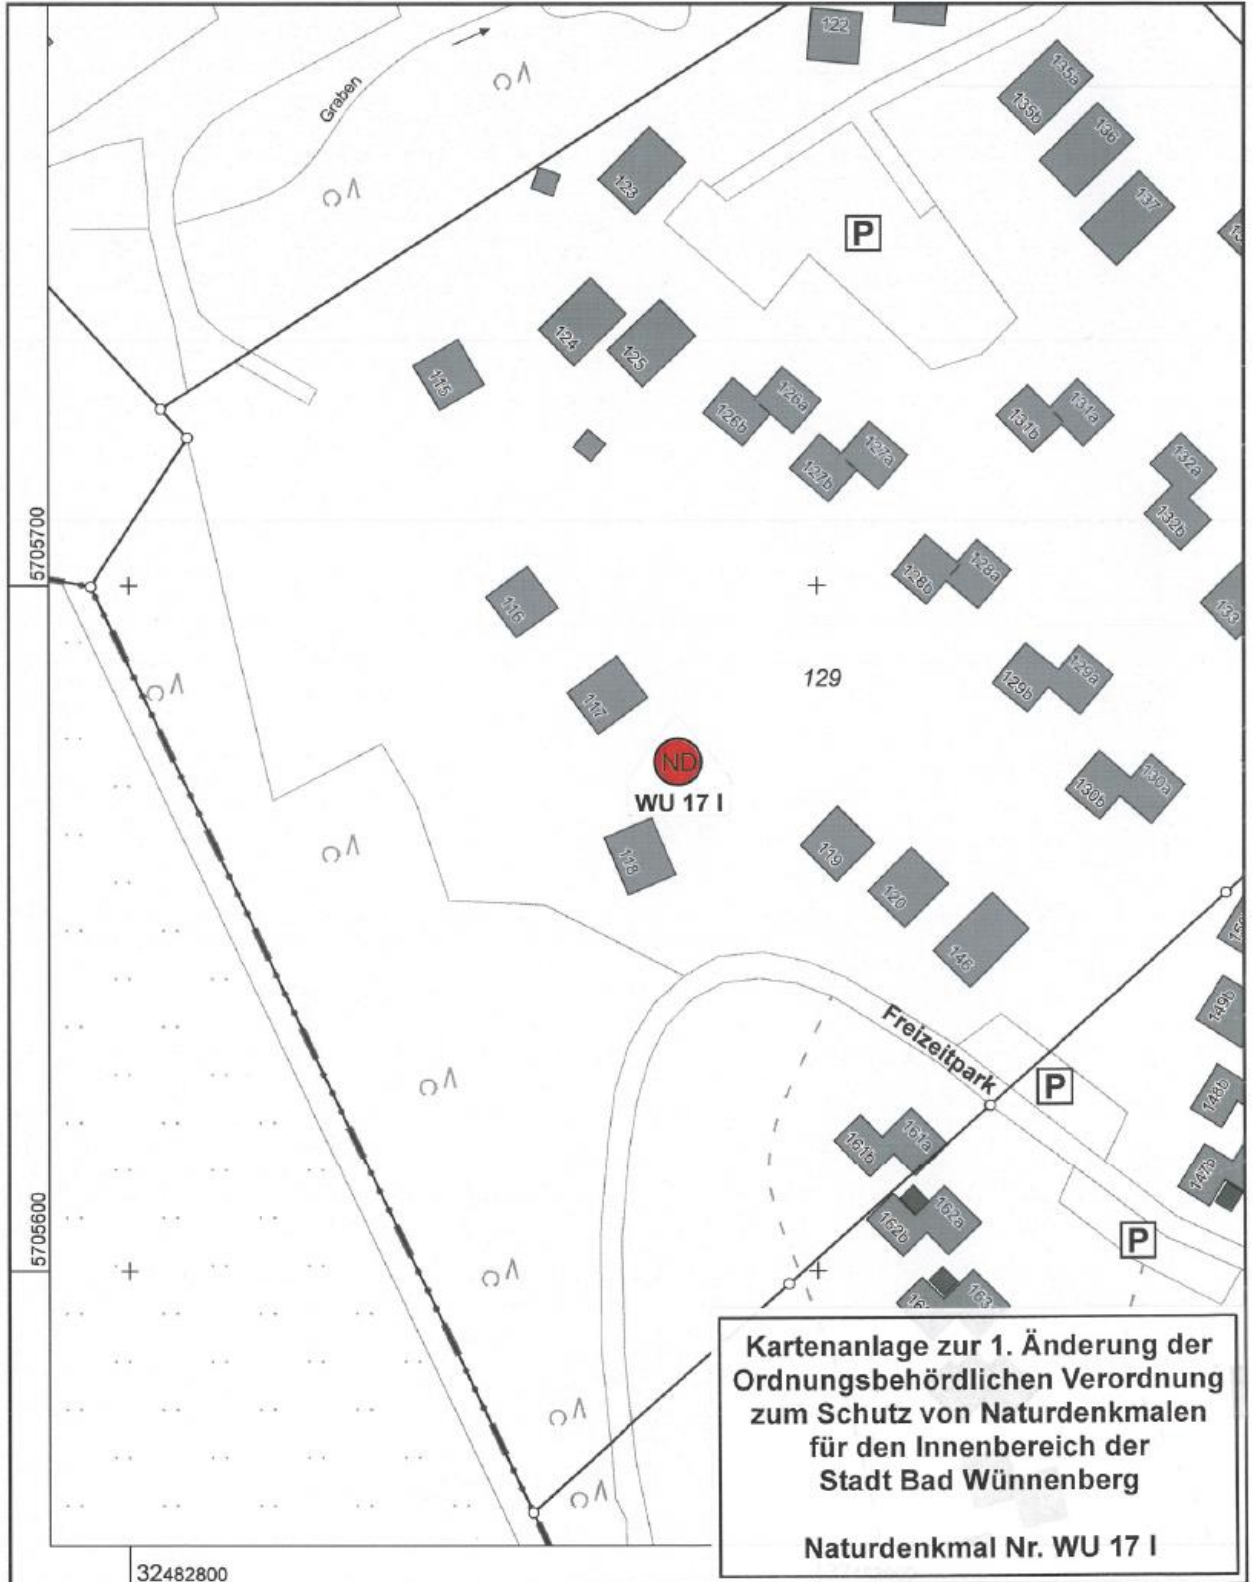 122
135a
135b
136
Graben
123
137
P
124
125
115
126a
126b
131a
131b
127a
127b
132a
132b
5705700
128a
128b
116
133
129
129a
129b
117
ND
WU 17 I
130a
130b
118
119
120
146
149b
Freizeitpark
P
148b
161a
161b
147b
162a
162b
5705600
P
163
Kartenanlage zur 1. Änderung der
Ordnungsbehördlichen Verordnung
zum Schutz von Naturdenkmalen
für den Innenbereich der
Stadt Bad Wünnenberg
Naturdenkmal Nr. WU 17 I
32482800